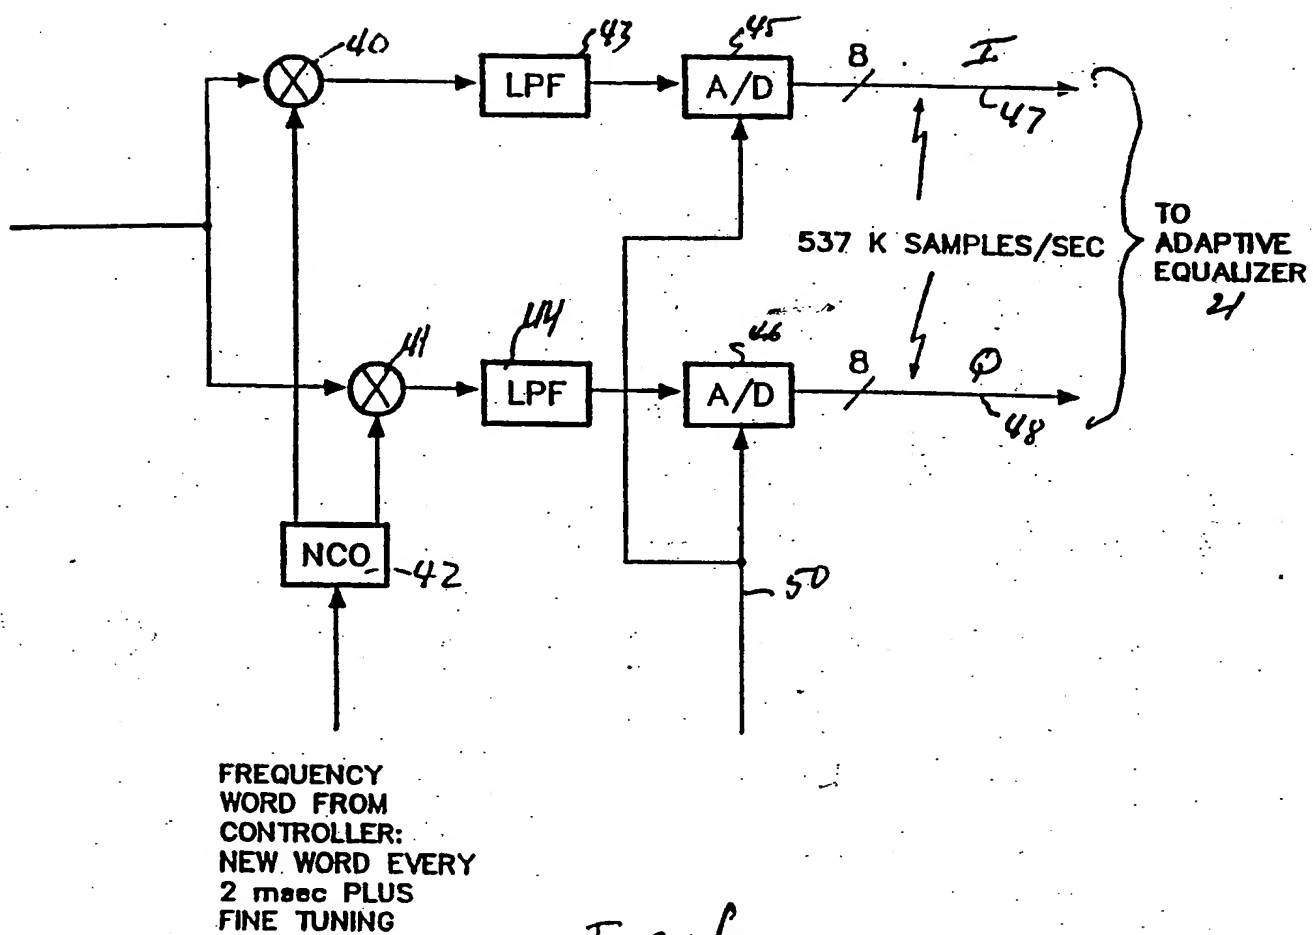 40
43
45
LPF
A/D
8
I
47
537 K SAMPLES/SEC
TO
ADAPTIVE
EQUALIZER
21
41
44
46
LPF
A/D
8
Q
48
NCO
42
50
FREQUENCY
WORD FROM
CONTROLLER:
NEW WORD EVERY
2 msec PLUS
FINE TUNING